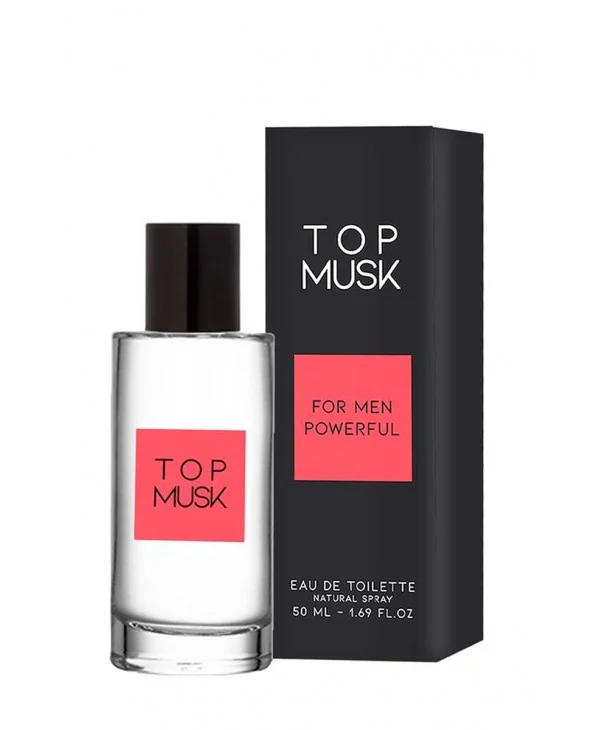 TOP
MUSK
FOR MEN
POWERFUL
EAU DE TOILETTE
NATURAL SPRAY
50 ML - 1.69 FL.OZ
TOP
MUSK